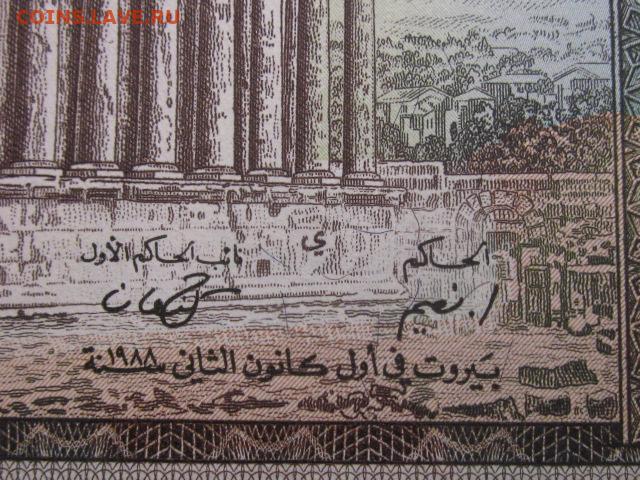 COINS.LAVE.RU
ي
الحاكم
نائب الحاكم الأول
بيروت في أول كانون الثاني سنة ١٩٨٨